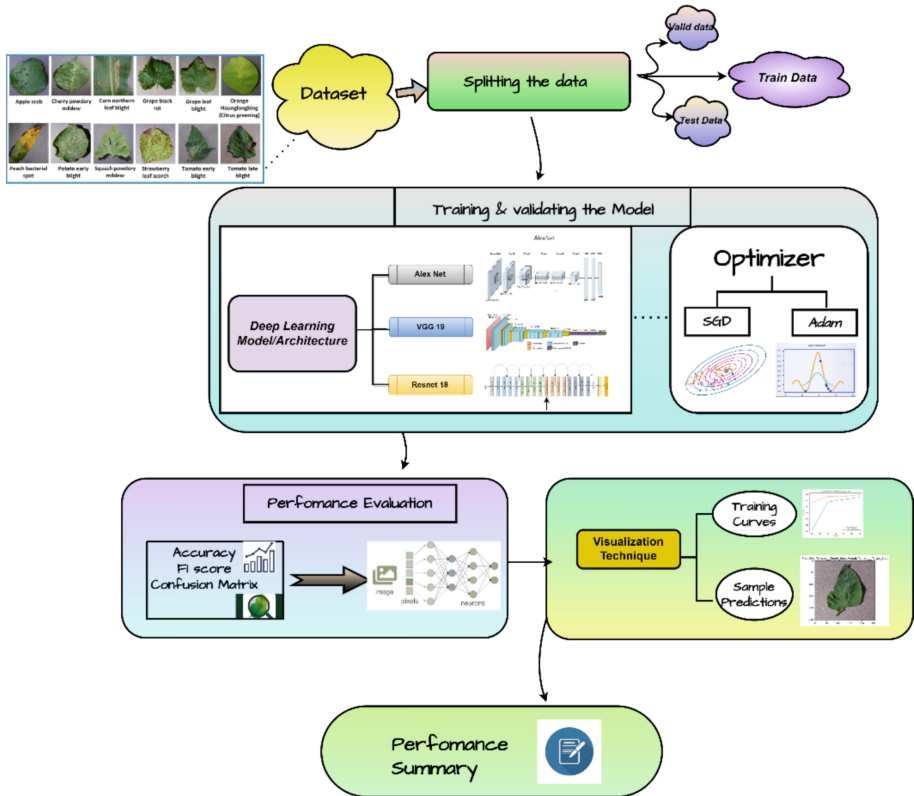 Valid data
Splitting the data
Train Data
Dataset
Test Data
Apple scab
Cherry powdery mildew
Corn northern leaf blight
Grape black rot
Grape leaf blight
Orange Haunglongbing (Citrus greening)
Peach bacterial spot
Potato early blight
Squash powdery mildew
Strawberry leaf scorch
Tomato early blight
Tomato late blight
Training & validating the Model
AlexNet
Alex Net
Deep Learning
Model/Architecture
VGG 19
Resnet 18
Optimizer
SGD
Adam
Perfomance Evaluation
Accuracy
F1 score
Confusion Matrix
image
pixels
neurons
Visualization
Technique
Training
Curves
Sample
Predictions
Perfomance
Summary